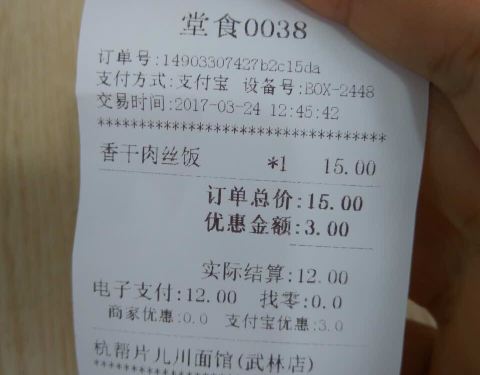 堂食0038
订单号:14903307427b2c15da
支付方式:支付宝 设备号:BOX-2448
交易时间:2017-03-24 12:45:42
***********************************
香干肉丝饭 *1 15.00
订单总价:15.00
优惠金额:3.00
实际结算:12.00
电子支付:12.00 找零:0.0
商家优惠:0.0 支付宝优惠:3.0
杭帮片儿川面馆(武林店)